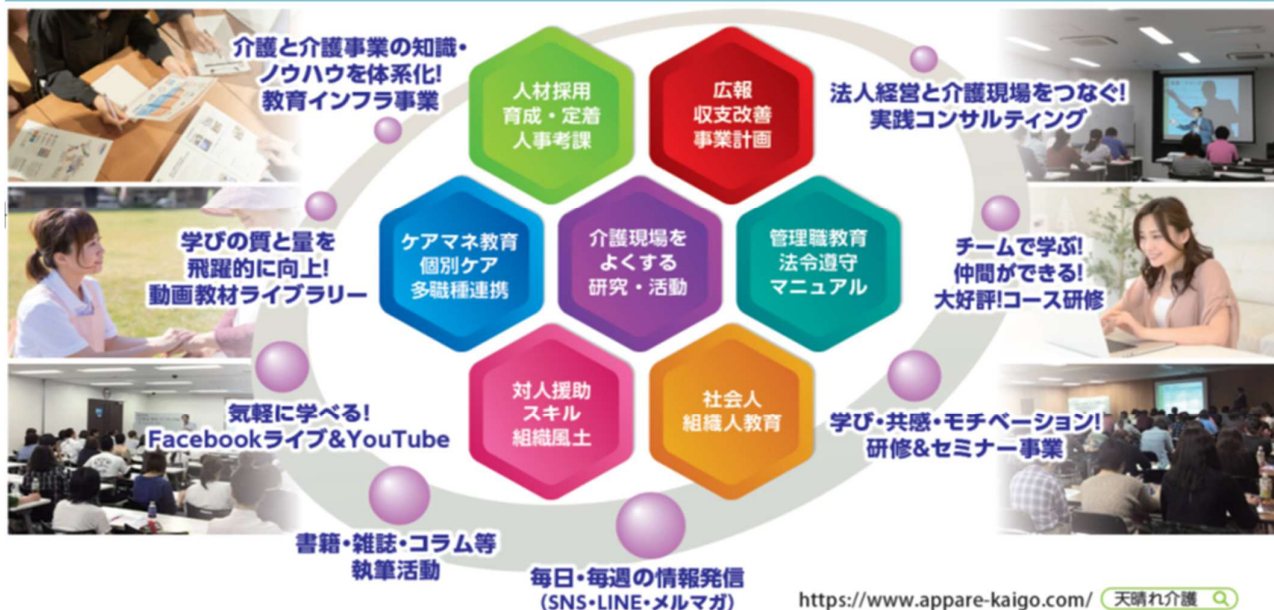 介護と介護事業の知識・
ノウハウを体系化!
教育インフラ事業
人材採用
育成・定着
人事考課
広報
収支改善
事業計画
法人経営と介護現場をつなぐ!
実践コンサルティング
学びの質と量を
飛躍的に向上!
動画教材ライブラリー
ケアマネ教育
個別ケア
多職種連携
介護現場を
よくする
研究・活動
管理職教育
法令遵守
マニュアル
チームで学ぶ!
仲間ができる!
大好評!コース研修
気軽に学べる!
Facebookライブ&YouTube
対人援助
スキル
組織風土
社会人
組織人教育
学び・共感・モチベーション!
研修&セミナー事業
書籍・雑誌・コラム等
執筆活動
毎日・毎週の情報発信
(SNS・LINE・メルマガ)
https://www.appare-kaigo.com/ 天晴れ介護